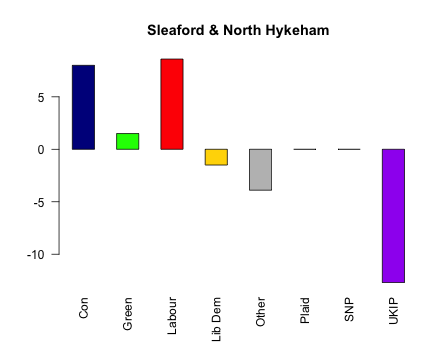 Sleaford & North Hykeham
5
0
-5
-10
Con
Green
Labour
Lib Dem
Other
Plaid
SNP
UKIP